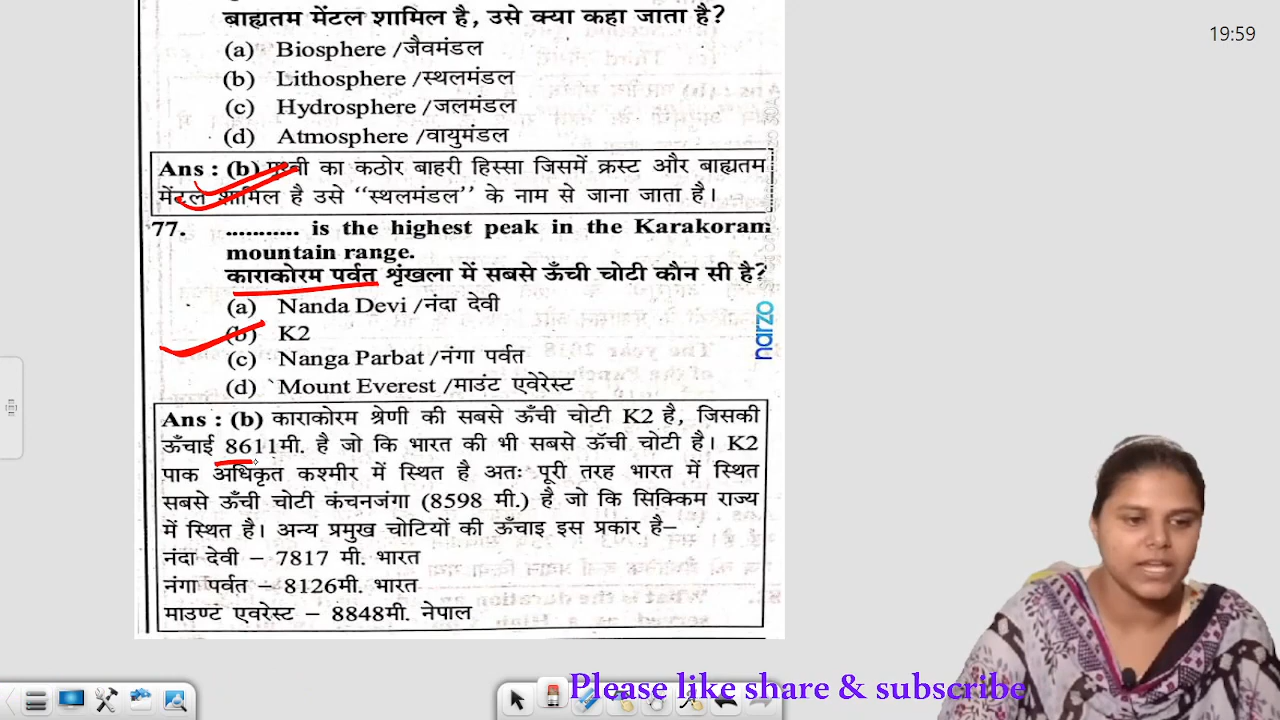 19:59
बाह्यतम मेंटल शामिल है, उसे क्या कहा जाता है?
(a) Biosphere /जैवमंडल
(b) Lithosphere /स्थलमंडल
(c) Hydrosphere /जलमंडल
(d) Atmosphere /वायुमंडल
Ans : (b) पृथ्वी का कठोर बाहरी हिस्सा जिसमें क्रस्ट और बाह्यतम
मेंटल शामिल है उसे “स्थलमंडल” के नाम से जाना जाता है।
77. ........... is the highest peak in the Karakoram
mountain range.
काराकोरम पर्वत श्रृंखला में सबसे ऊँची चोटी कौन सी है?
(a) Nanda Devi /नंदा देवी
(b) K2
(c) Nanga Parbat /नंगा पर्वत
(d) Mount Everest /माउंट एवेरेस्ट
Ans : (b) काराकोरम श्रेणी की सबसे ऊँची चोटी K2 है, जिसकी
ऊँचाई 8611मी. है जो कि भारत की भी सबसे ऊँची चोटी है। K2
पाक अधिकृत कश्मीर में स्थित है अतः पूरी तरह भारत में स्थित
सबसे ऊँची चोटी कंचनजंगा (8598 मी.) है जो कि सिक्किम राज्य
में स्थित है। अन्य प्रमुख चोटियों की ऊँचाइ इस प्रकार है–
नंदा देवी – 7817 मी. भारत
नंगा पर्वत – 8126मी. भारत
माउण्ट एवरेस्ट – 8848मी. नेपाल
narzo
Please like share & subscribe